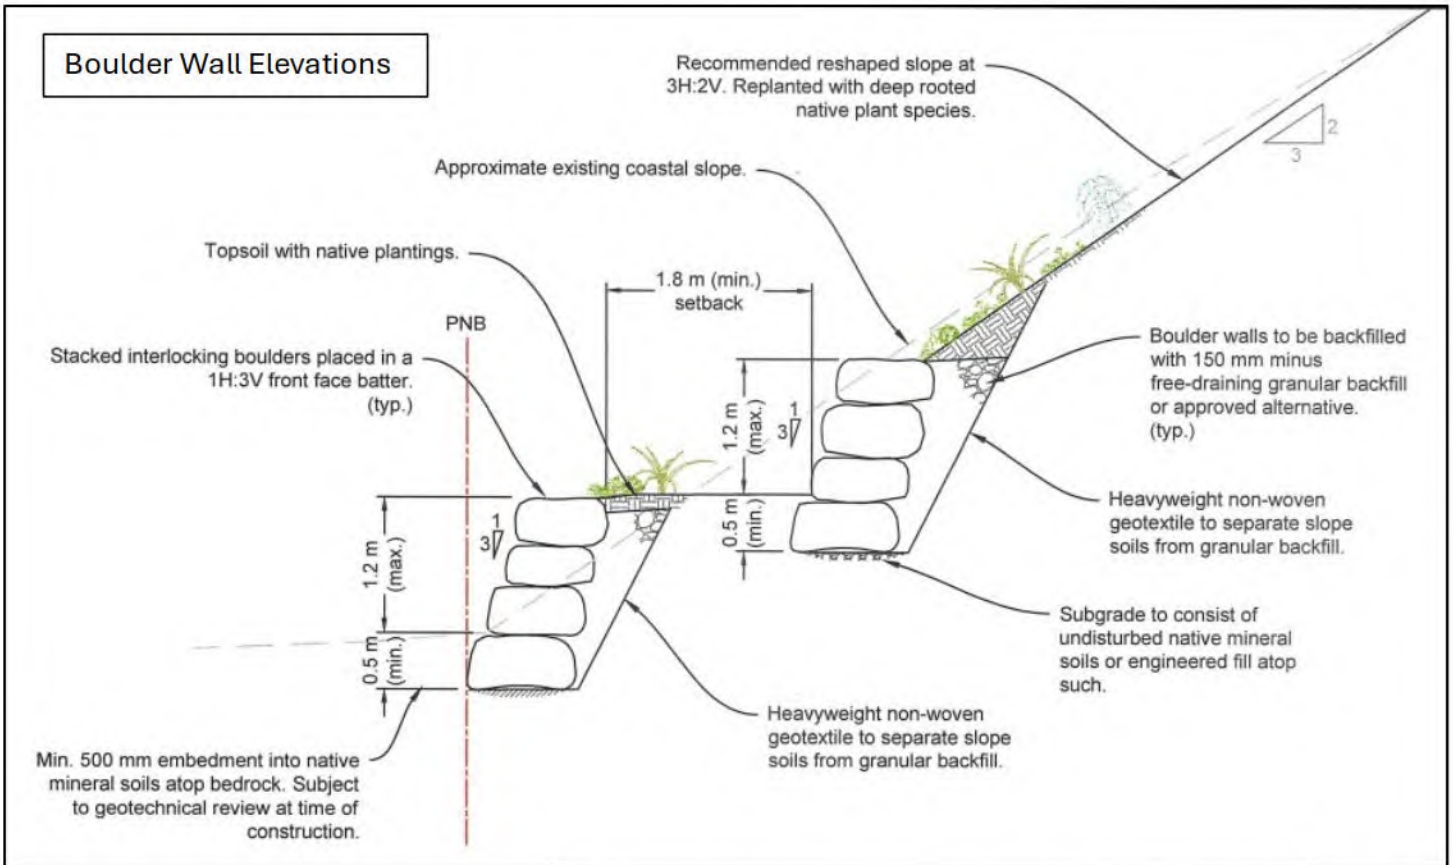 Boulder Wall Elevations
Recommended reshaped slope at
3H:2V. Replanted with deep rooted
native plant species.
2
3
Approximate existing coastal slope.
Topsoil with native plantings.
1.8 m (min.)
setback
PNB
Stacked interlocking boulders placed in a
1H:3V front face batter.
(typ.)
Boulder walls to be backfilled
with 150 mm minus
free-draining granular backfill
or approved alternative.
(typ.)
1.2 m
(max.)
1
3
0.5 m
(min.)
Heavyweight non-woven
geotextile to separate slope
soils from granular backfill.
1
3
1.2 m
(max.)
0.5 m
(min.)
Subgrade to consist of
undisturbed native mineral
soils or engineered fill atop
such.
Heavyweight non-woven
geotextile to separate slope
soils from granular backfill.
Min. 500 mm embedment into native
mineral soils atop bedrock. Subject
to geotechnical review at time of
construction.